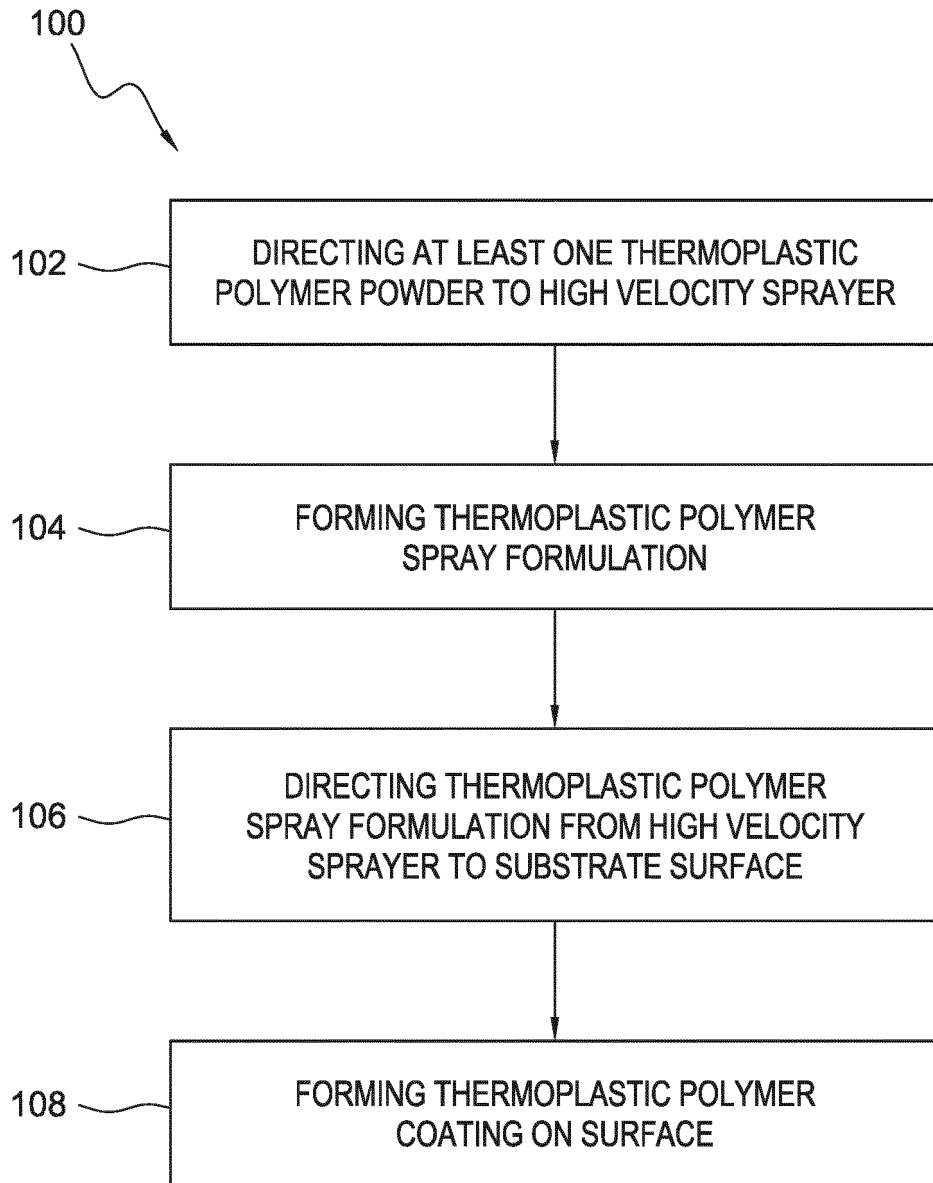 100
102
DIRECTING AT LEAST ONE THERMOPLASTIC
POLYMER POWDER TO HIGH VELOCITY SPRAYER
104
FORMING THERMOPLASTIC POLYMER
SPRAY FORMULATION
106
DIRECTING THERMOPLASTIC POLYMER
SPRAY FORMULATION FROM HIGH VELOCITY
SPRAYER TO SUBSTRATE SURFACE
108
FORMING THERMOPLASTIC POLYMER
COATING ON SURFACE